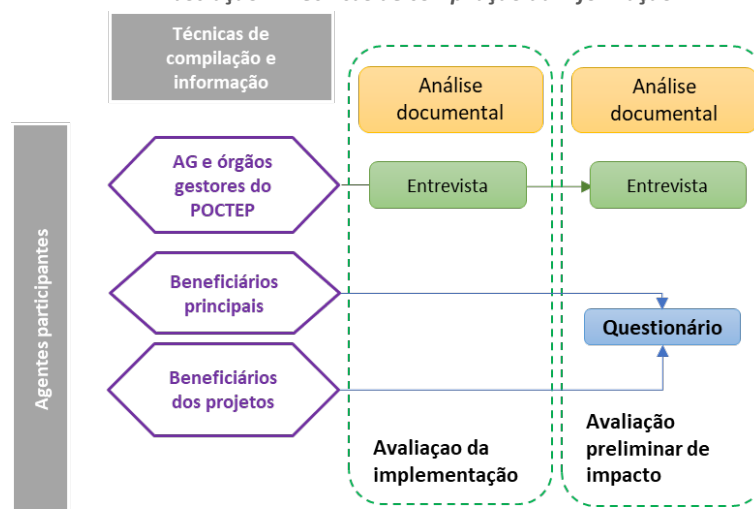 Técnicas de
compilação e
informação
Análise
documental
Análise
documental
AG e órgãos
gestores do
POCTEP
Entrevista
Entrevista
Agentes participantes
Beneficiários
principais
Questionário
Beneficiários
dos projetos
Avaliaçao da
implementação
Avaliação
preliminar de
impacto